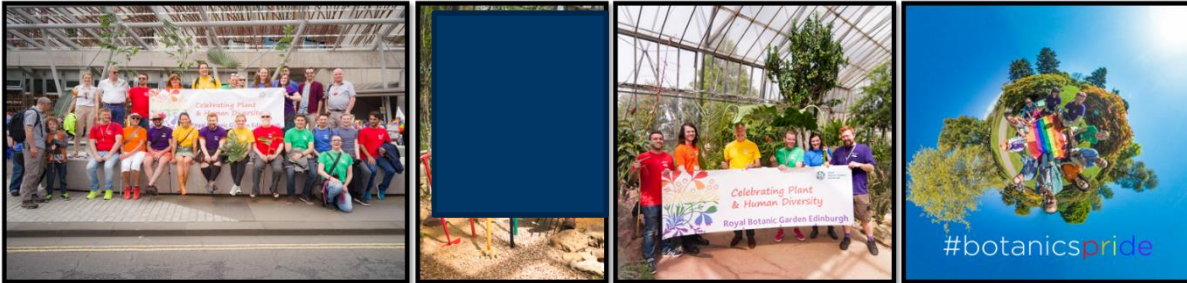 Celebrating Plant
& Human Diversity
Celebrating Plant
& Human Diversity
Royal Botanic Garden Edinburgh
#botanicspride